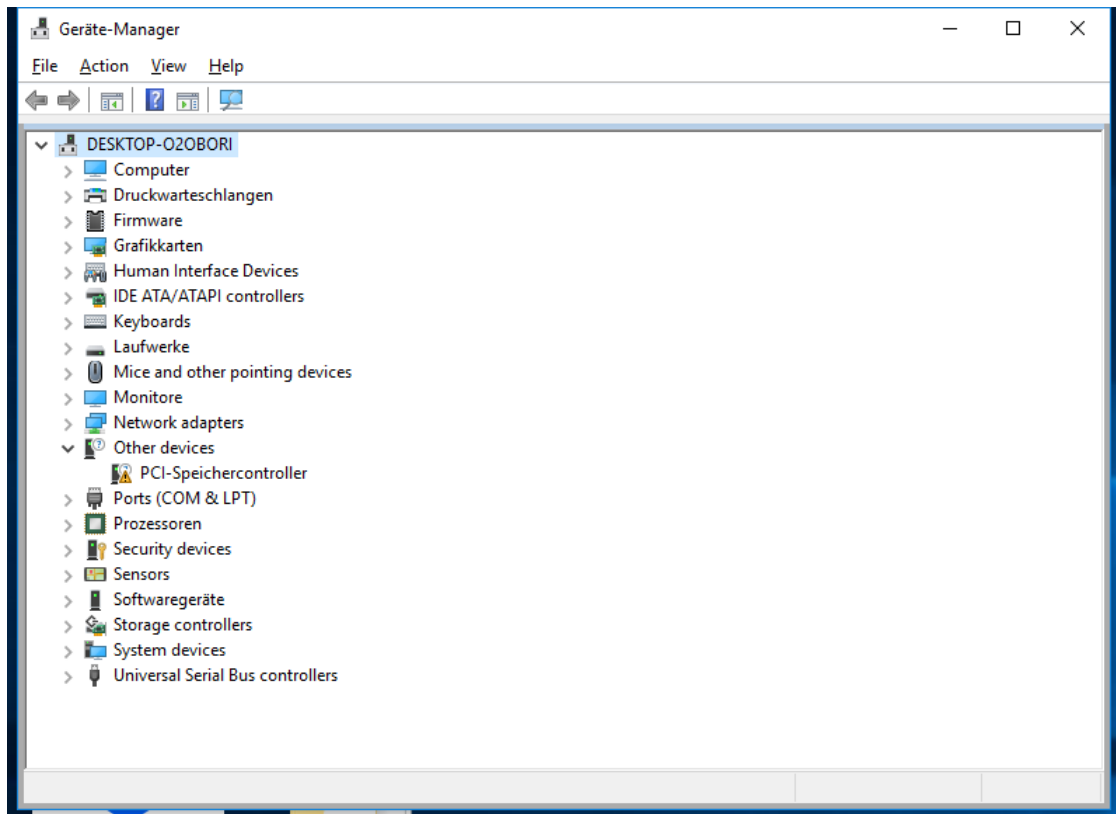 Geräte-Manager
File Action View Help
DESKTOP-O2OBORI
Computer
Druckwarteschlangen
Firmware
Grafikkarten
Human Interface Devices
IDE ATA/ATAPI controllers
Keyboards
Laufwerke
Mice and other pointing devices
Monitore
Network adapters
Other devices
PCI-Speichercontroller
Ports (COM & LPT)
Prozessoren
Security devices
Sensors
Softwaregeräte
Storage controllers
System devices
Universal Serial Bus controllers